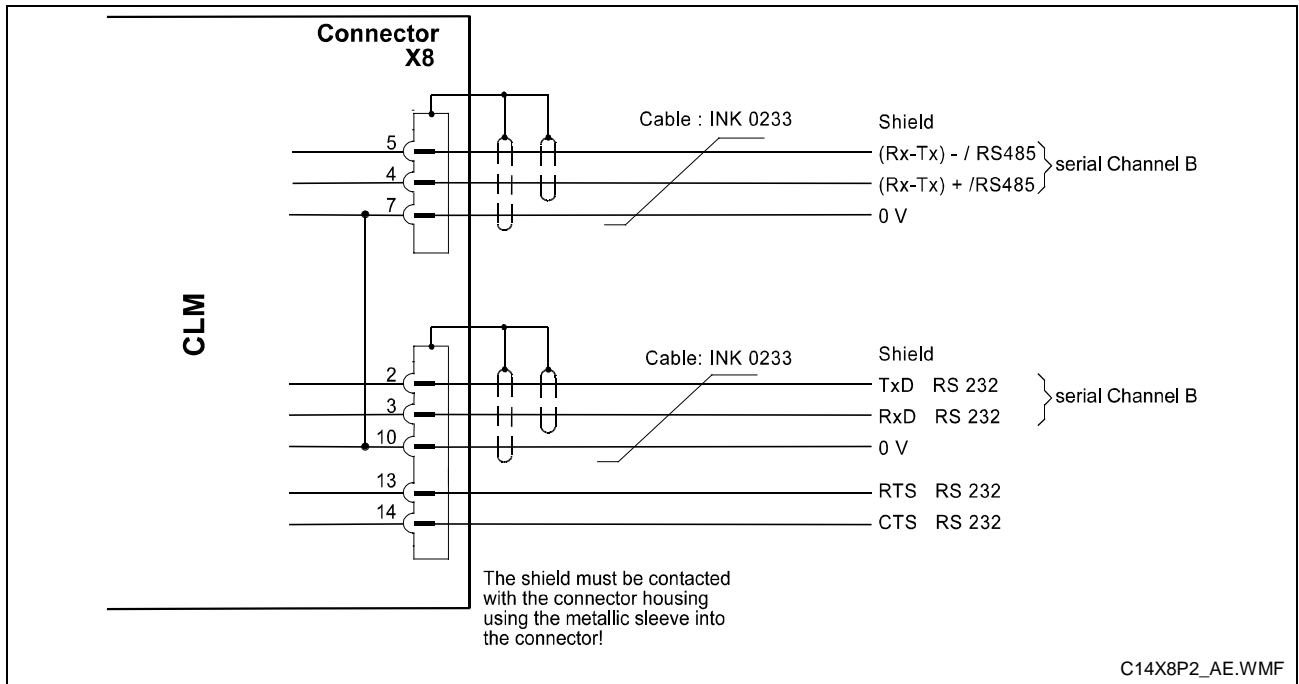 Connector
X8
Cable : INK 0233
Shield
5
(Rx-Tx) - / RS485
serial Channel B
4
(Rx-Tx) + /RS485
7
0 V
CLM
Cable: INK 0233
Shield
2
TxD RS 232
serial Channel B
3
RxD RS 232
10
0 V
13
RTS RS 232
14
CTS RS 232
The shield must be contacted
with the connector housing
using the metallic sleeve into
the connector!
C14X8P2_AE.WMF